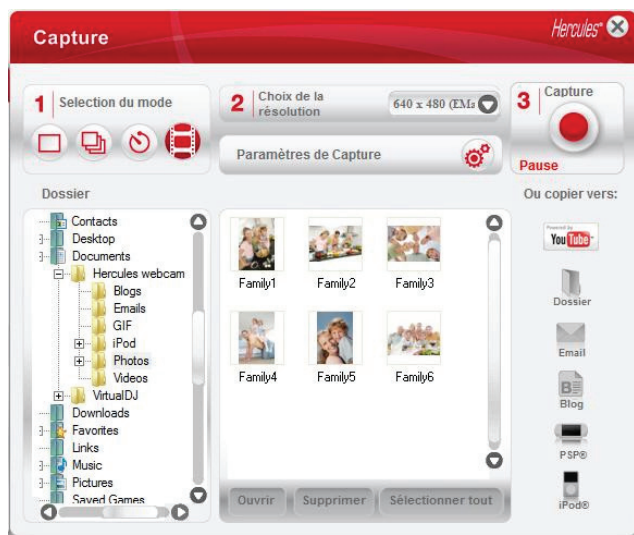 Capture
Hercules
1 Selection du mode
2 Choix de la
résolution
640 x 480 (EMa
3 Capture
Pause
Paramètres de Capture
Dossier
Ou copier vers:
Contacts
Desktop
Documents
Hercules webcam
Blogs
Emails
GIF
iPod
Photos
Videos
VirtualDJ
Downloads
Favorites
Links
Music
Pictures
Saved Games
Family1
Family2
Family3
Family4
Family5
Family6
Ouvrir
Supprimer
Sélectionner tout
Powered by
YouTube
Dossier
Email
B
Blog
PSP®
iPod®